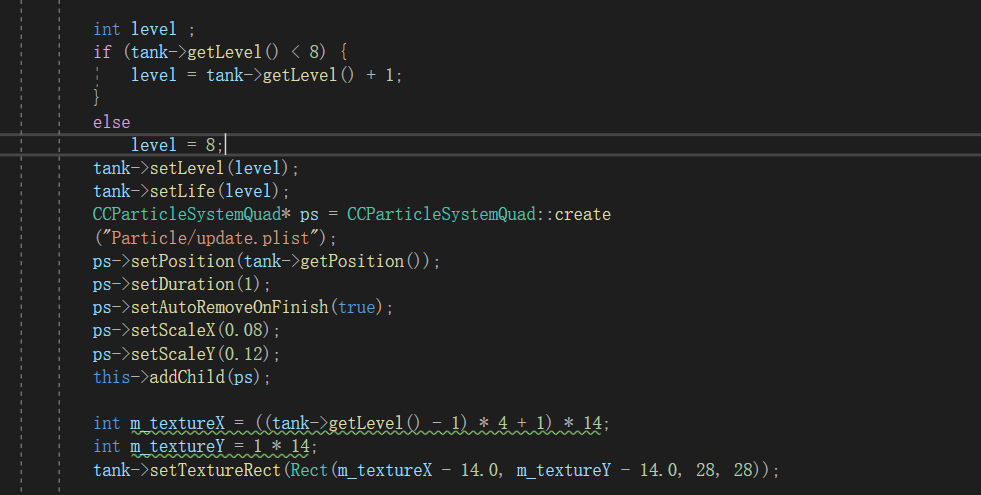 int level ;
if (tank->getLevel() < 8) {
level = tank->getLevel() + 1;
}
else
level = 8;
tank->setLevel(level);
tank->setLife(level);
CCParticleSystemQuad* ps = CCParticleSystemQuad::create
("Particle/update.plist");
ps->setPosition(tank->getPosition());
ps->setDuration(1);
ps->setAutoRemoveOnFinish(true);
ps->setScaleX(0.08);
ps->setScaleY(0.12);
this->addChild(ps);
int m_textureX = ((tank->getLevel() - 1) * 4 + 1) * 14;
int m_textureY = 1 * 14;
tank->setTextureRect(Rect(m_textureX - 14.0, m_textureY - 14.0, 28, 28));